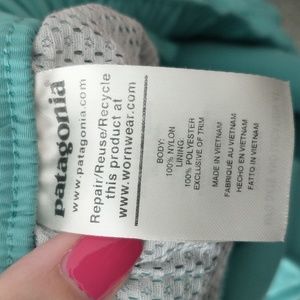 patagonia
www.patagonia.com
Repair/Reuse/Recycle
this product at
www.wornwear.com
BODY:
100% NYLON
LINING:
100% POLYESTER
EXCLUSIVE OF TRIM
MADE IN VIETNAM
FABRIQUÉ AU VIETNAM
HECHO EN VIETNAM
FATTO IN VIETNAM